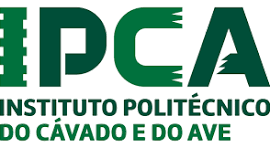 IPCA
INSTITUTO POLITÉCNICO
DO CÁVADO E DO AVE